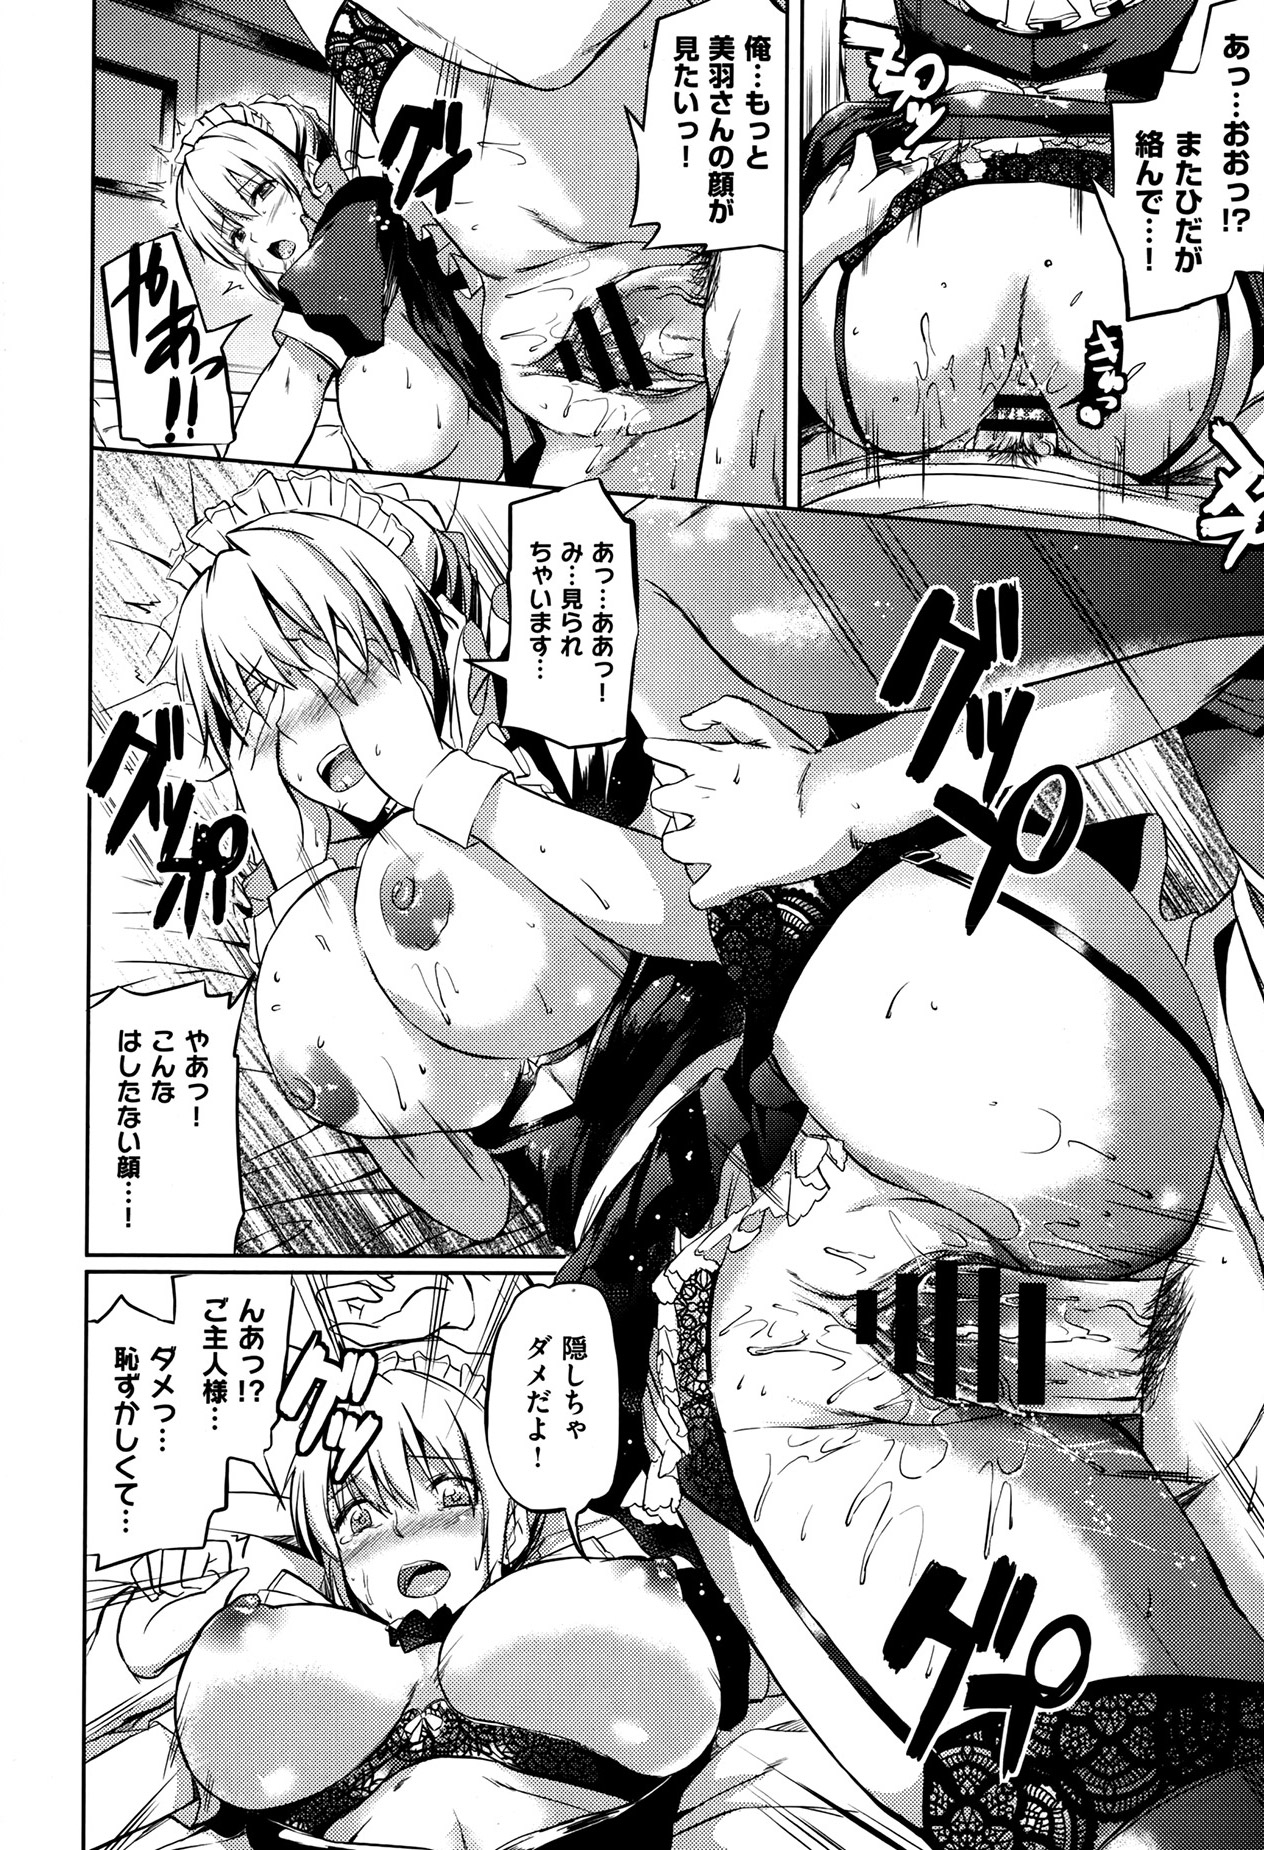 あっ…おおっ!?
またひだが
絡んで…!
ズプ
きゅっ
俺…もっと
美羽さんの顔が
見たいっ!
グイ
やあっ!!
あっ…ああっ!
み…見られ
ちゃいます…
グッ
プ
グッ
ポ
やあっ!
こんな
はしたない顔…!
グプ
隠しちゃ
ダメだよ!
んあっ!?
ご主人様…
グッ
ダメっ…
恥ずかしくて…